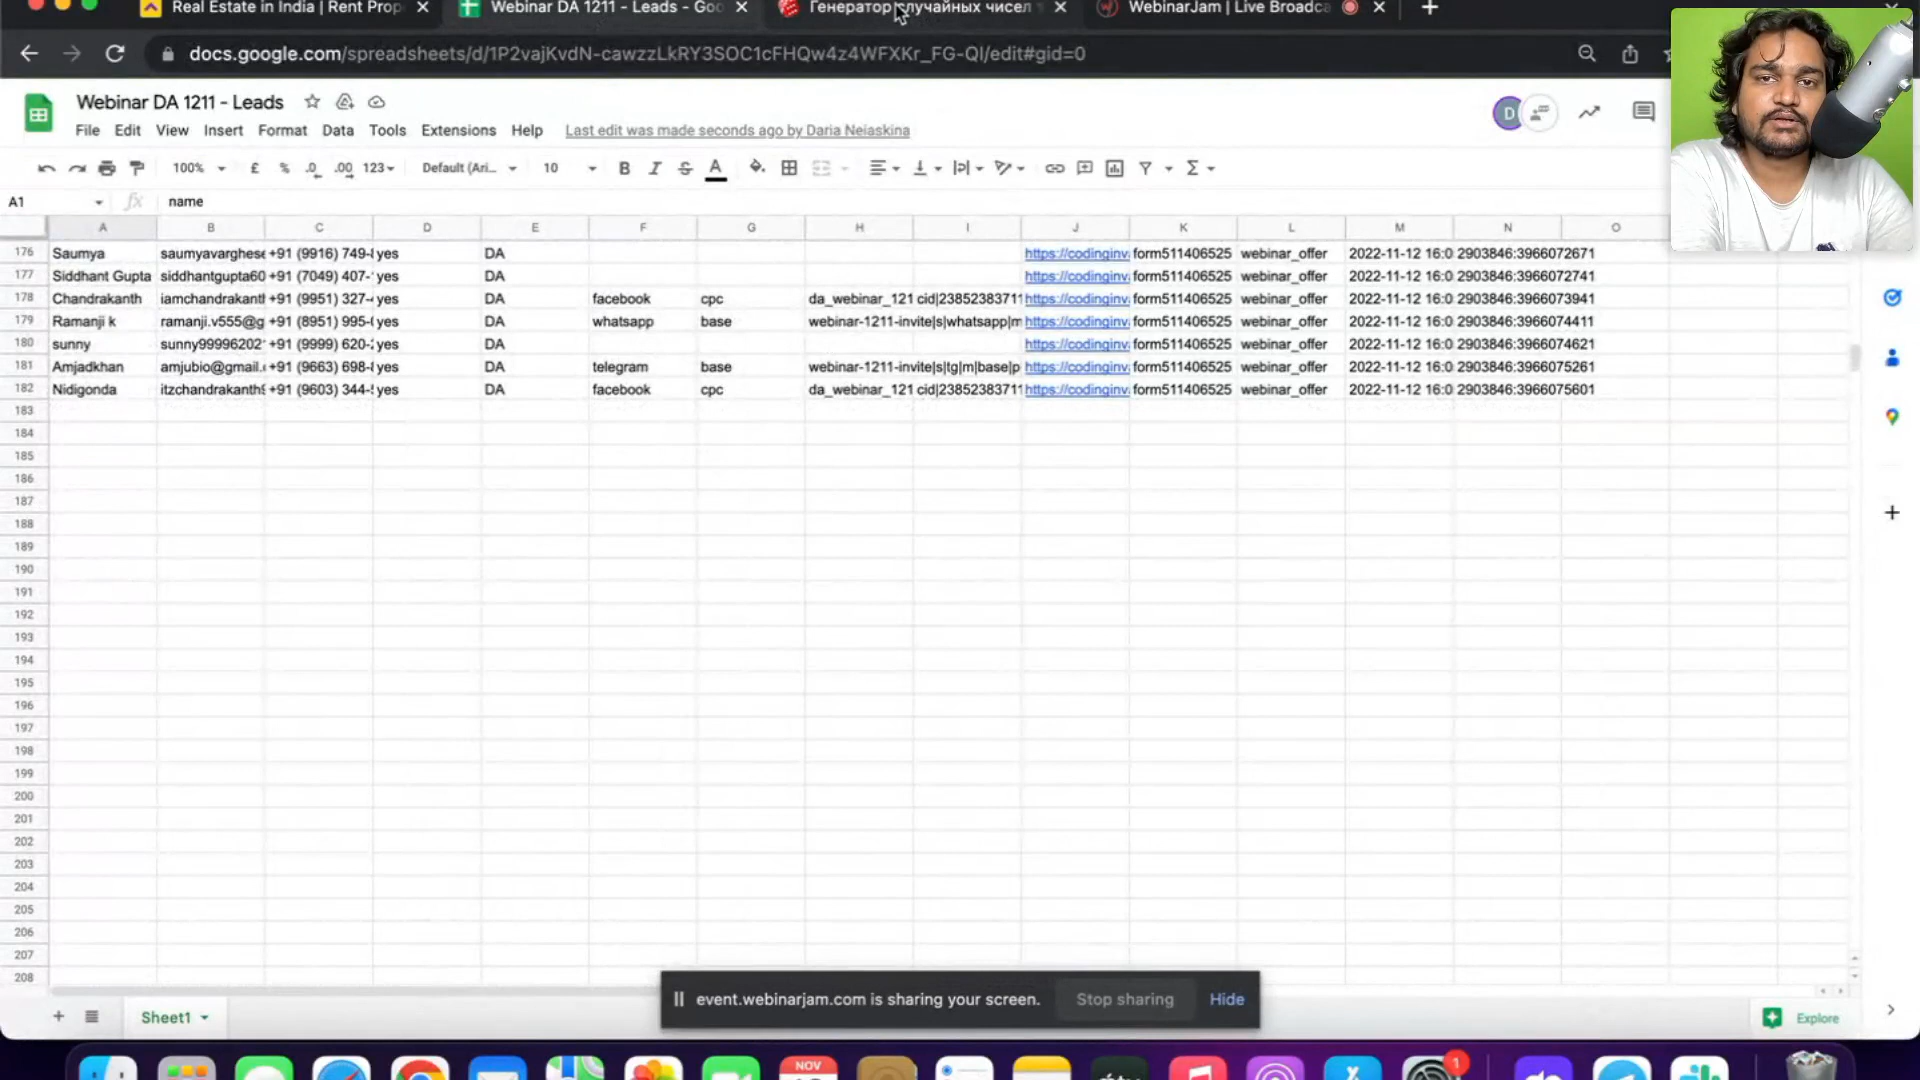 Real Estate in India | Rent Prop
Webinar DA 1211 - Leads - Goo
Генератор случайных чисел
WebinarJam | Live Broadca
docs.google.com/spreadsheets/d/1P2vajKvdN-cawzzLkRY3SOC1cFHQw4z4WFXKr_FG-QI/edit#gid=0
Webinar DA 1211 - Leads
D
File Edit View Insert Format Data Tools Extensions Help Last edit was made seconds ago by Daria Neiaskina
100% £ % .0 .00 123 Default (Ari... 10 B I S A Σ
A1 fx name
A B C D E F G H I J K L M N O
176 Saumya saumyavarghese +91 (9916) 749- yes DA https://codinginv form511406525 webinar_offer 2022-11-12 16:0 2903846:3966072671
177 Siddhant Gupta siddhantgupta60 +91 (7049) 407- yes DA https://codinginv form511406525 webinar_offer 2022-11-12 16:0 2903846:3966072741
178 Chandrakanth iamchandrakant +91 (9951) 327- yes DA facebook cpc da_webinar_121 cid|23852383711 https://codinginv form511406525 webinar_offer 2022-11-12 16:0 2903846:3966073941
179 Ramanji k ramanji.v555@g +91 (8951) 995- yes DA whatsapp base webinar-1211-invite|s|whatsapp|m https://codinginv form511406525 webinar_offer 2022-11-12 16:0 2903846:3966074411
180 sunny sunny99996202 +91 (9999) 620- yes DA https://codinginv form511406525 webinar_offer 2022-11-12 16:0 2903846:3966074621
181 Amjadkhan amjubio@gmail. +91 (9663) 698- yes DA telegram base webinar-1211-invite|s|tg|m|base|p https://codinginv form511406525 webinar_offer 2022-11-12 16:0 2903846:3966075261
182 Nidigonda itzchandrakanth +91 (9603) 344- yes DA facebook cpc da_webinar_121 cid|23852383711 https://codinginv form511406525 webinar_offer 2022-11-12 16:0 2903846:3966075601
183
184
185
186
187
188
189
190
191
192
193
194
195
196
197
198
199
200
201
202
203
204
205
206
207
208
event.webinarjam.com is sharing your screen. Stop sharing Hide
Sheet1
Explore
NOV
1